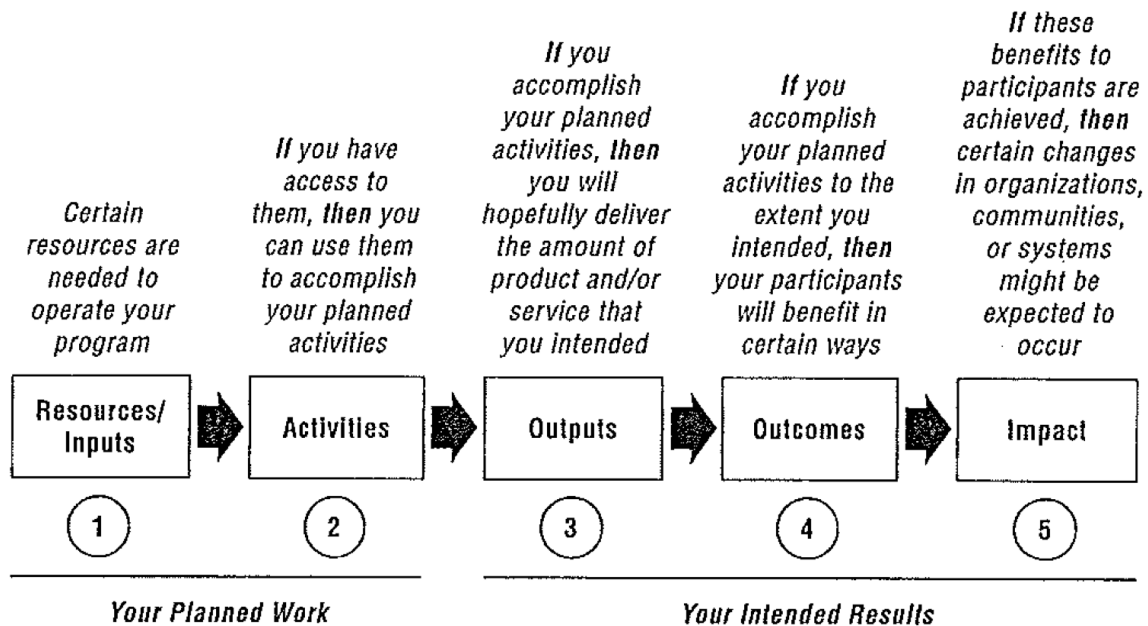 Certain
resources are
needed to
operate your
program
If you have
access to
them, then you
can use them
to accomplish
your planned
activities
If you
accomplish
your planned
activities, then
you will
hopefully deliver
the amount of
product and/or
service that
you intended
If you
accomplish
your planned
activities to the
extent you
intended, then
your participants
will benefit in
certain ways
If these
benefits to
participants are
achieved, then
certain changes
in organizations,
communities,
or systems
might be
expected to
occur
Resources/
Inputs
Activities
Outputs
Outcomes
Impact
1
2
3
4
5
Your Planned Work
Your Intended Results